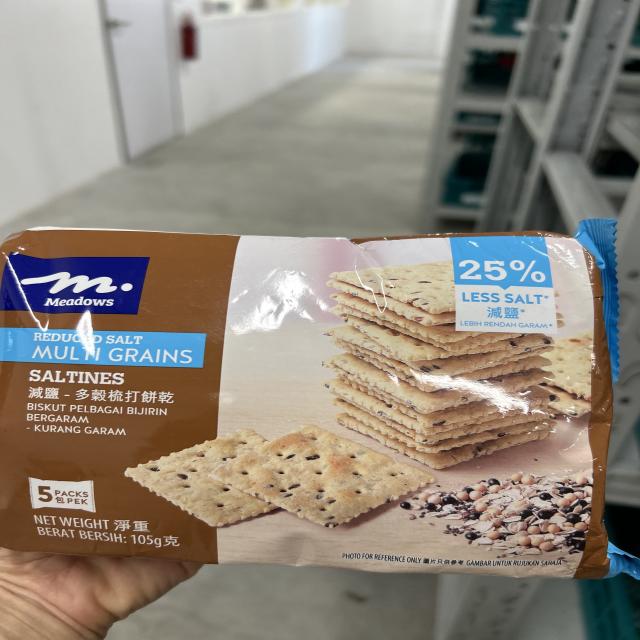 m.
Meadows
REDUCED SALT
MULTI GRAINS
SALTINES
減鹽 - 多穀梳打餅乾
BISKUT PELBAGAI BIJIRIN
BERGARAM
- KURANG GARAM
5 PACKS
包 PEK
NET WEIGHT 淨重
BERAT BERSIH: 105g克
25%
LESS SALT*
減鹽*
LEBIH RENDAH GARAM*
PHOTO FOR REFERENCE ONLY 圖片只供參考 GAMBAR UNTUK RUJUKAN SAHAJA